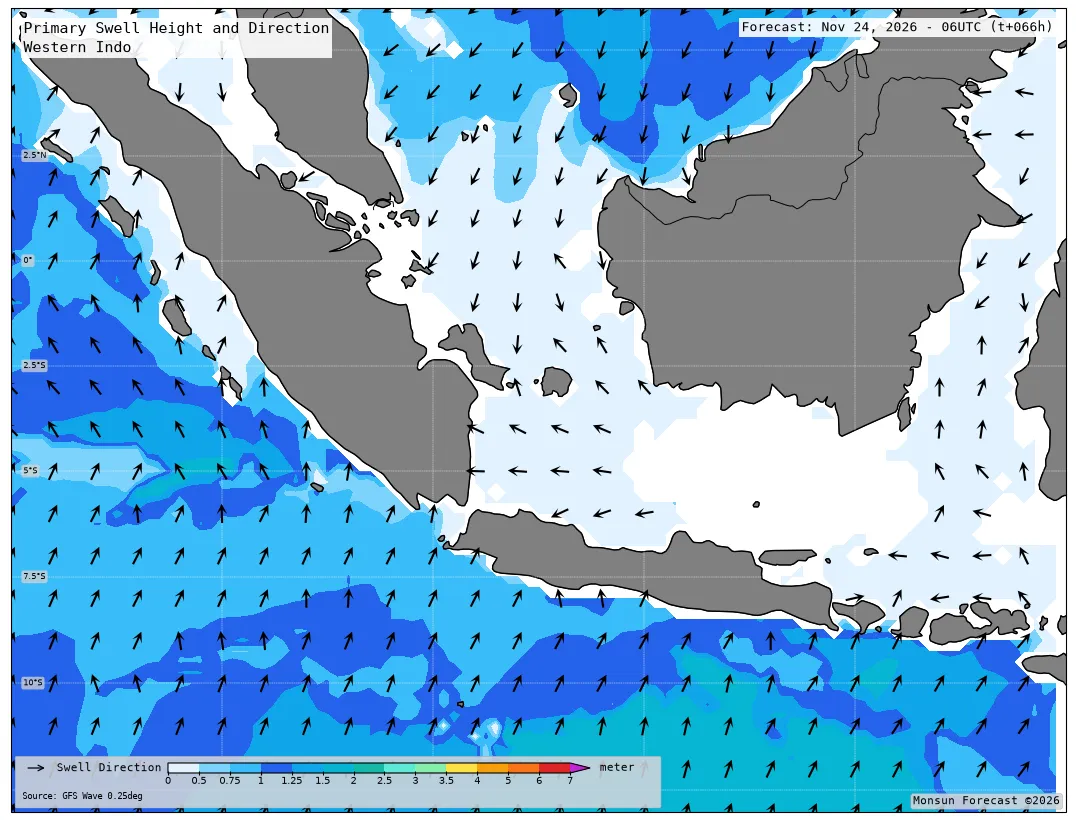 Primary Swell Height and Direction
Western Indo
Forecast: Nov 24, 2026 - 06UTC (t+066h)
2.5°N
0°
2.5°S
5°S
7.5°S
10°S
Swell Direction
0 0.5 0.75 1 1.25 1.5 2 2.5 3 3.5 4 5 6 7
meter
Source: GFS Wave 0.25deg
Monsun Forecast ©2026